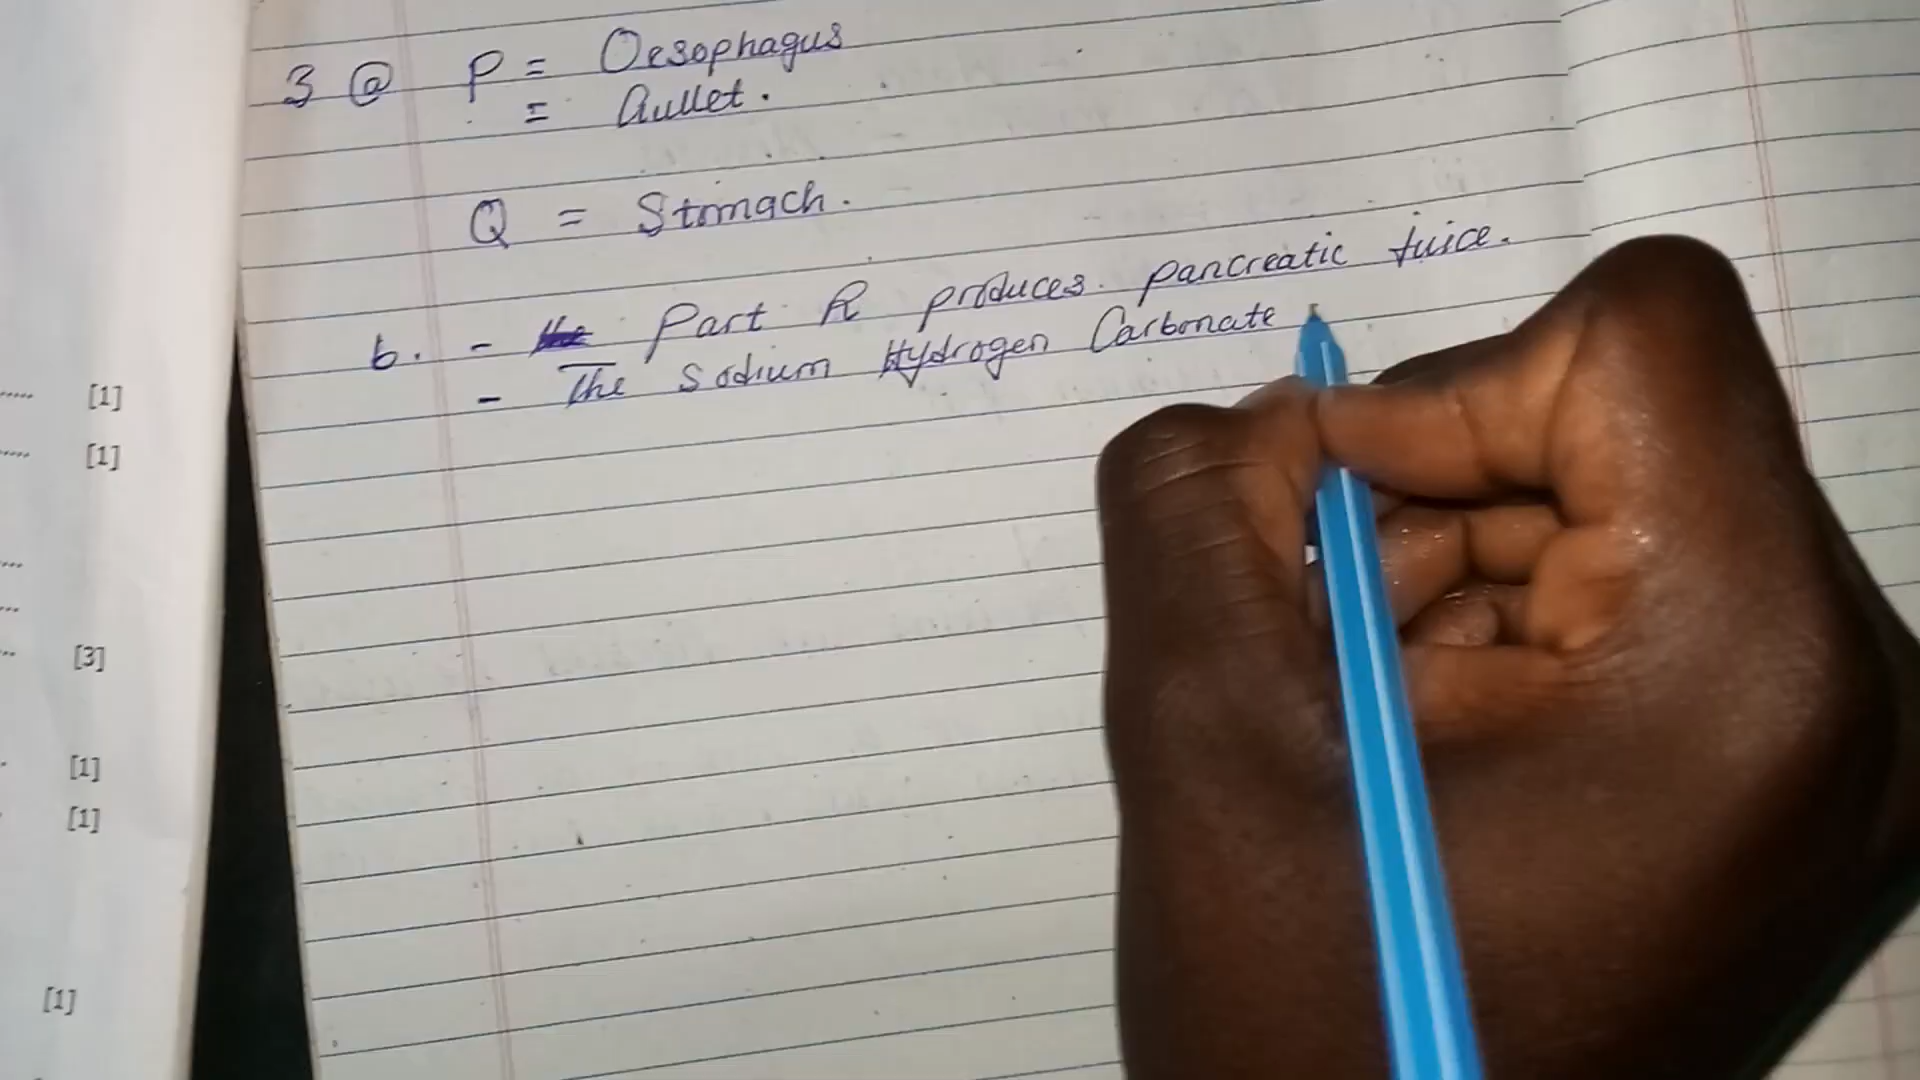 3 (a) P = Oesophagus
= Gullet.
Q = Stomach.
b. - Part R produces pancreatic juice.
- The Sodium Hydrogen Carbonate
[1]
[1]
[3]
[1]
[1]
[1]